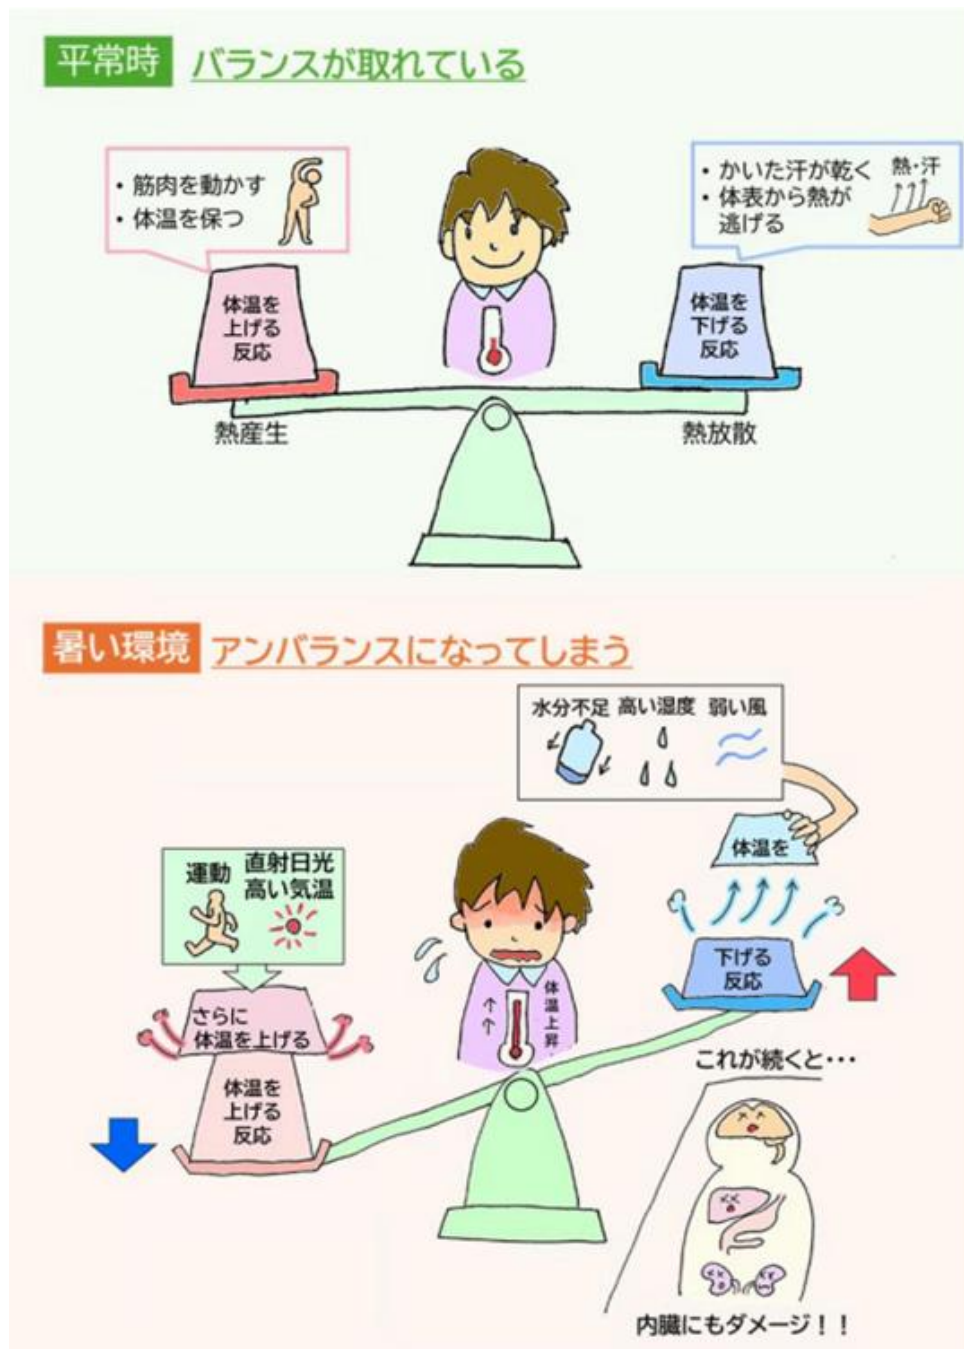 平常時 バランスが取れている
・筋肉を動かす
・体温を保つ
・かいた汗が乾く
・体表から熱が
逃げる
熱・汗
体温を
上げる
反応
体温を
下げる
反応
熱産生
熱放散
暑い環境 アンバランスになってしまう
水分不足 高い湿度 弱い風
運動
直射日光
高い気温
さらに
体温を上げる
体温を
上げる
反応
体温上昇
体温を
下げる
反応
これが続くと・・・
内臓にもダメージ!!